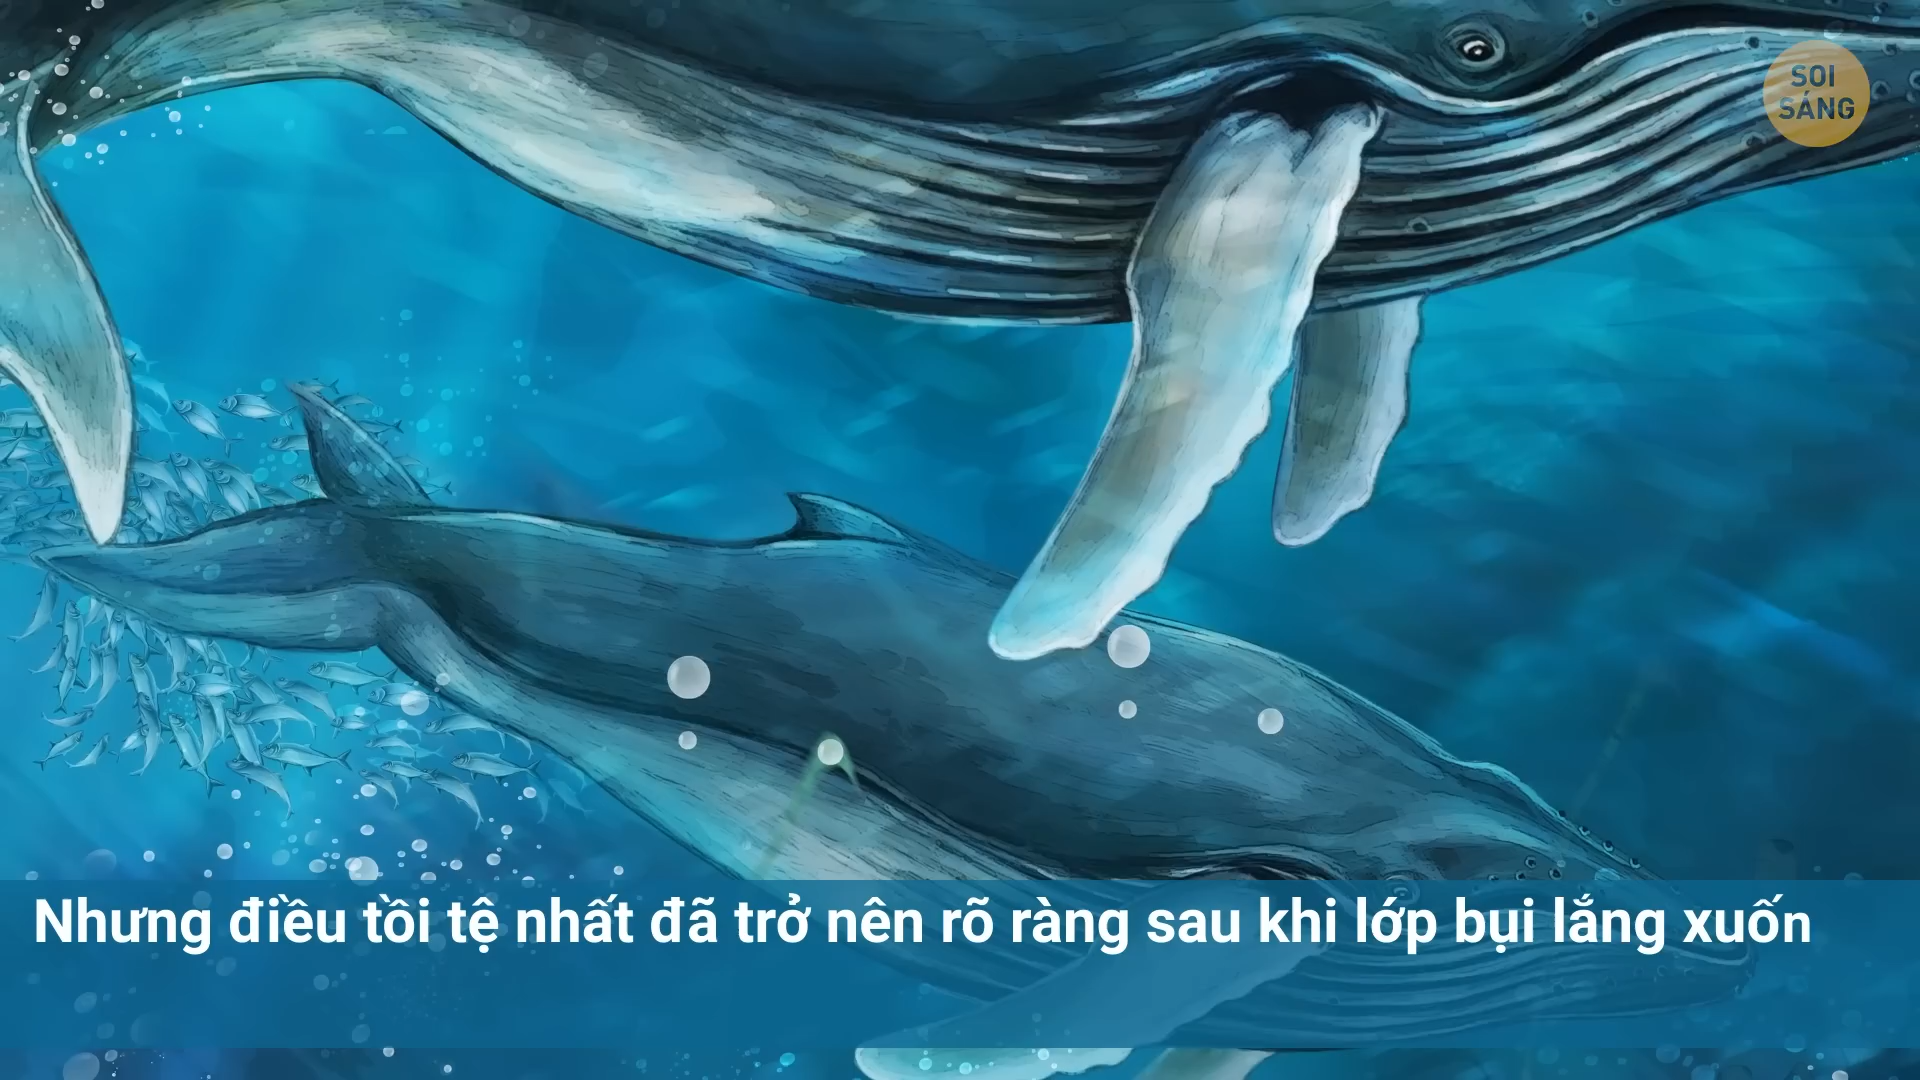 SOI
SÁNG
Nhưng điều tồi tệ nhất đã trở nên rõ ràng sau khi lớp bụi lắng xuốn